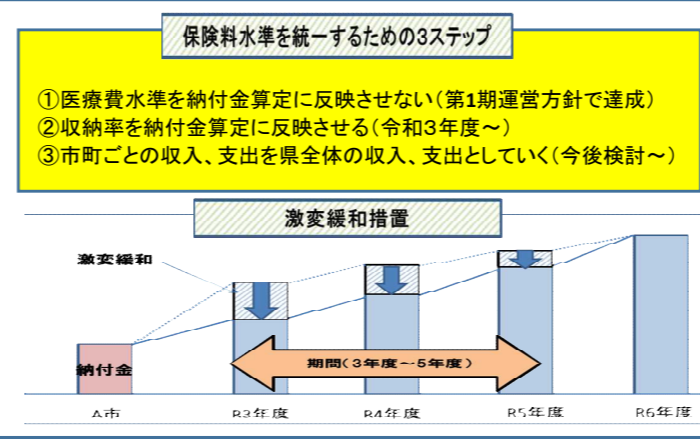 保険料水準を統一するための3ステップ
①医療費水準を納付金算定に反映させない(第1期運営方針で達成)
②収納率を納付金算定に反映させる(令和3年度~)
③市町ごとの収入、支出を県全体の収入、支出としていく(今後検討~)
激変緩和措置
激変緩和
納付金
期間(3年度~5年度)
A市
R3年度
R4年度
R5年度
R6年度